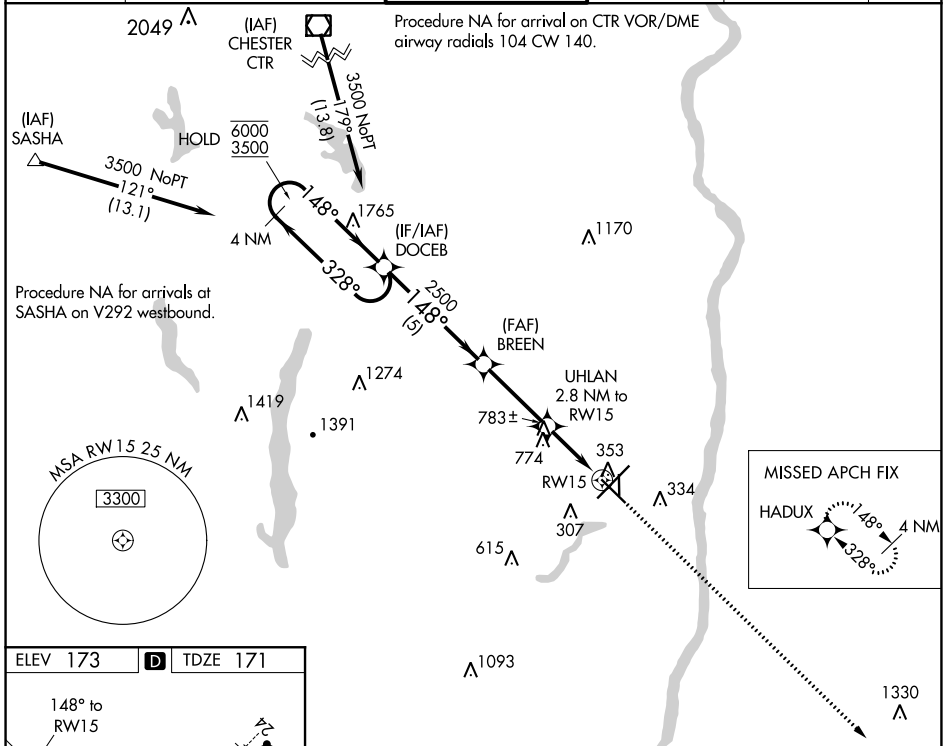 2049
(IAF)
CHESTER
CTR
Procedure NA for arrival on CTR VOR/DME
airway radials 104 CW 140.
3500 NoPT
179°
(13.8)
(IAF)
SASHA
HOLD
6000
3500
3500 NoPT
121°
(13.1)
4 NM
148°
1765
(IF/IAF)
DOCEB
1170
328°
Procedure NA for arrivals at
SASHA on V292 westbound.
2500
148°
(5)
(FAF)
BREEN
1274
UHLAN
2.8 NM to
RW15
1419
1391
783±
774
353
RW15
334
307
MSA RW15 25 NM
3300
615
MISSED APCH FIX
HADUX
148°
4 NM
328°
ELEV 173
D
TDZE 171
1093
1330
148° to
RW15
24